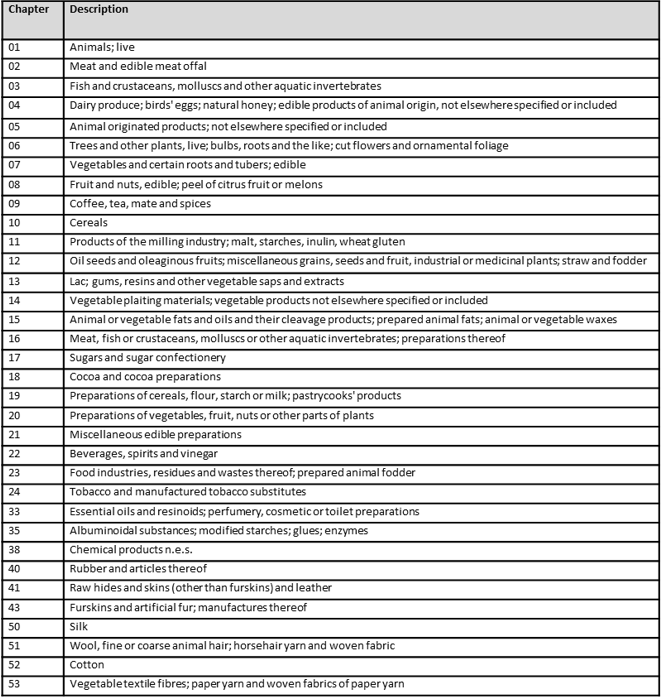 Chapter Description
01 Animals; live
02 Meat and edible meat offal
03 Fish and crustaceans, molluscs and other aquatic invertebrates
04 Dairy produce; birds' eggs; natural honey; edible products of animal origin, not elsewhere specified or included
05 Animal originated products; not elsewhere specified or included
06 Trees and other plants, live; bulbs, roots and the like; cut flowers and ornamental foliage
07 Vegetables and certain roots and tubers; edible
08 Fruit and nuts, edible; peel of citrus fruit or melons
09 Coffee, tea, mate and spices
10 Cereals
11 Products of the milling industry; malt, starches, inulin, wheat gluten
12 Oil seeds and oleaginous fruits; miscellaneous grains, seeds and fruit, industrial or medicinal plants; straw and fodder
13 Lac; gums, resins and other vegetable saps and extracts
14 Vegetable plaiting materials; vegetable products not elsewhere specified or included
15 Animal or vegetable fats and oils and their cleavage products; prepared animal fats; animal or vegetable waxes
16 Meat, fish or crustaceans, molluscs or other aquatic invertebrates; preparations thereof
17 Sugars and sugar confectionery
18 Cocoa and cocoa preparations
19 Preparations of cereals, flour, starch or milk; pastrycooks' products
20 Preparations of vegetables, fruit, nuts or other parts of plants
21 Miscellaneous edible preparations
22 Beverages, spirits and vinegar
23 Food industries, residues and wastes thereof; prepared animal fodder
24 Tobacco and manufactured tobacco substitutes
33 Essential oils and resinoids; perfumery, cosmetic or toilet preparations
35 Albuminoidal substances; modified starches; glues; enzymes
38 Chemical products n.e.s.
40 Rubber and articles thereof
41 Raw hides and skins (other than furskins) and leather
43 Furskins and artificial fur; manufactures thereof
50 Silk
51 Wool, fine or coarse animal hair; horsehair yarn and woven fabric
52 Cotton
53 Vegetable textile fibres; paper yarn and woven fabrics of paper yarn